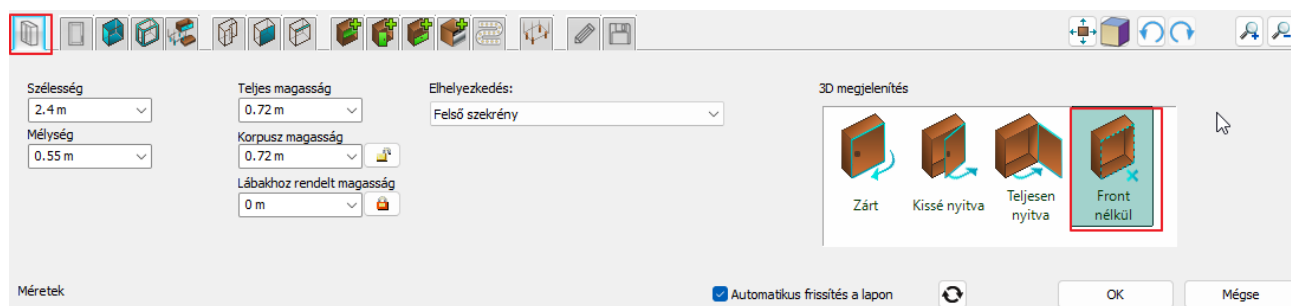 Szélesség
2.4 m
Mélység
0.55 m
Teljes magasság
0.72 m
Korpusz magasság
0.72 m
Lábakhoz rendelt magasság
0 m
Elhelyezkedés:
Felső szekrény
3D megjelenítés
Zárt
Kissé nyitva
Teljesen
nyitva
Front
nélkül
Méretek
Automatikus frissítés a lapon
OK
Mégse